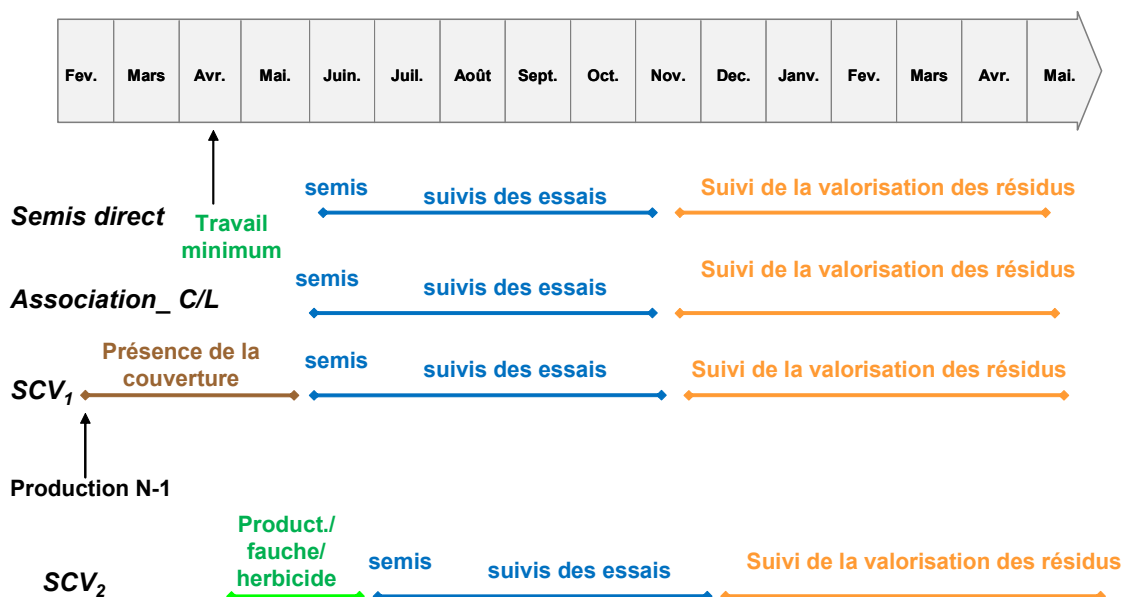 Fev. Mars Avr. Mai. Juin. Juil. Août Sept. Oct. Nov. Dec. Janv. Fev. Mars Avr. Mai.
semis
suivis des essais
Suivi de la valorisation des résidus
Semis direct
Travail
minimum
semis
suivis des essais
Suivi de la valorisation des résidus
Association_ C/L
Présence de la
couverture
semis
suivis des essais
Suivi de la valorisation des résidus
SCV1
Production N-1
Product./
fauche/
herbicide
semis
suivis des essais
Suivi de la valorisation des résidus
SCV2